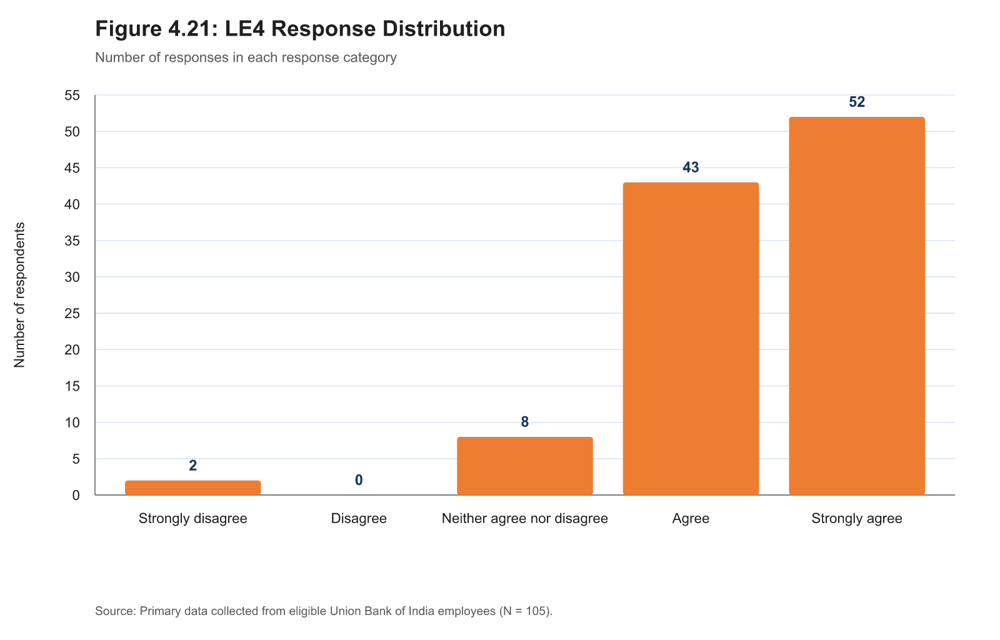 Figure 4.21: LE4 Response Distribution
Number of responses in each response category
55
50
45
40
35
30
25
20
15
10
5
0
Number of respondents
2
0
8
43
52
Strongly disagree
Disagree
Neither agree nor disagree
Agree
Strongly agree
Source: Primary data collected from eligible Union Bank of India employees (N = 105).